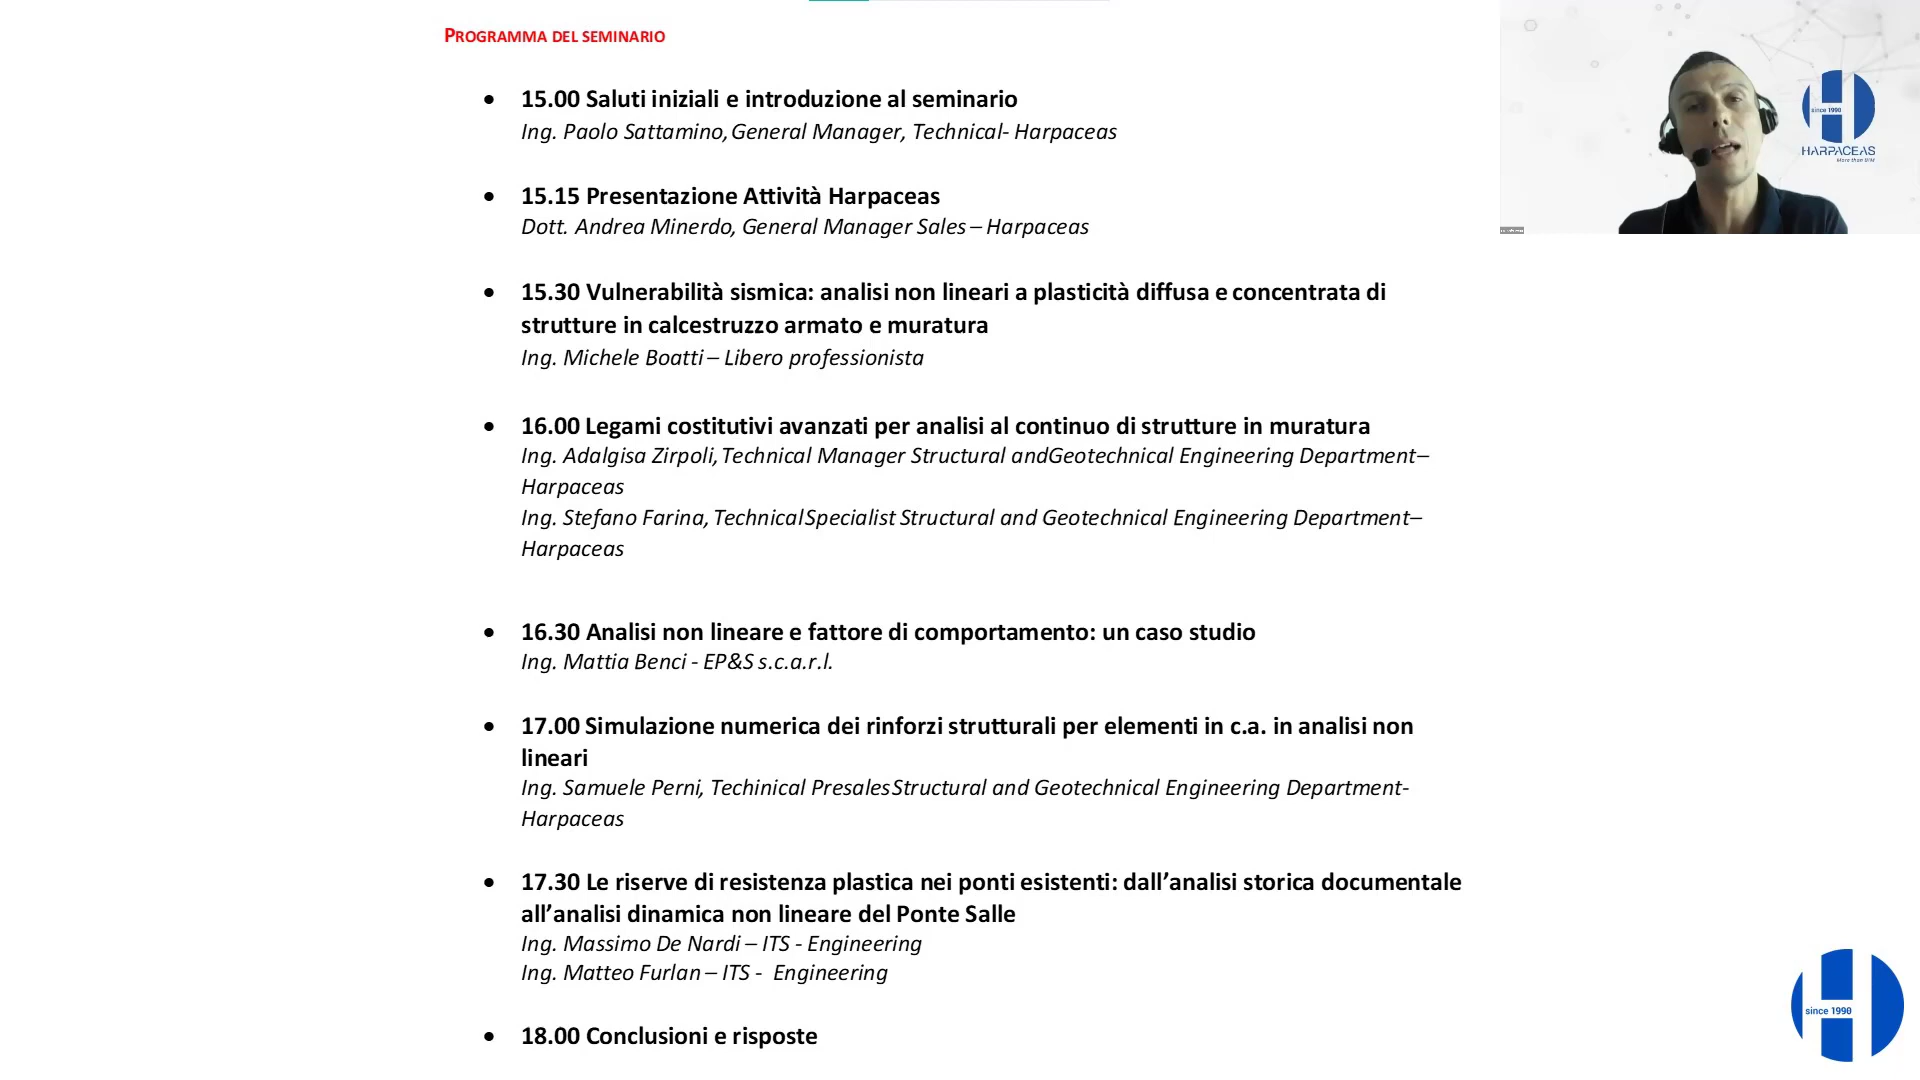 PROGRAMMA DEL SEMINARIO
• 15.00 Saluti iniziali e introduzione al seminario
Ing. Paolo Sattamino, General Manager, Technical- Harpaceas
• 15.15 Presentazione Attività Harpaceas
Dott. Andrea Minerdo, General Manager Sales – Harpaceas
• 15.30 Vulnerabilità sismica: analisi non lineari a plasticità diffusa e concentrata di
strutture in calcestruzzo armato e muratura
Ing. Michele Boatti – Libero professionista
• 16.00 Legami costitutivi avanzati per analisi al continuo di strutture in muratura
Ing. Adalgisa Zirpoli, Technical Manager Structural andGeotechnical Engineering Department–
Harpaceas
Ing. Stefano Farina, Technical Specialist Structural and Geotechnical Engineering Department–
Harpaceas
• 16.30 Analisi non lineare e fattore di comportamento: un caso studio
Ing. Mattia Benci - EP&S s.c.a.r.l.
• 17.00 Simulazione numerica dei rinforzi strutturali per elementi in c.a. in analisi non
lineari
Ing. Samuele Perni, Techinical Presales Structural and Geotechnical Engineering Department-
Harpaceas
• 17.30 Le riserve di resistenza plastica nei ponti esistenti: dall’analisi storica documentale
all’analisi dinamica non lineare del Ponte Salle
Ing. Massimo De Nardi – ITS - Engineering
Ing. Matteo Furlan – ITS - Engineering
• 18.00 Conclusioni e risposte
since 1990
HARPACEAS
More than BIM
since 1990